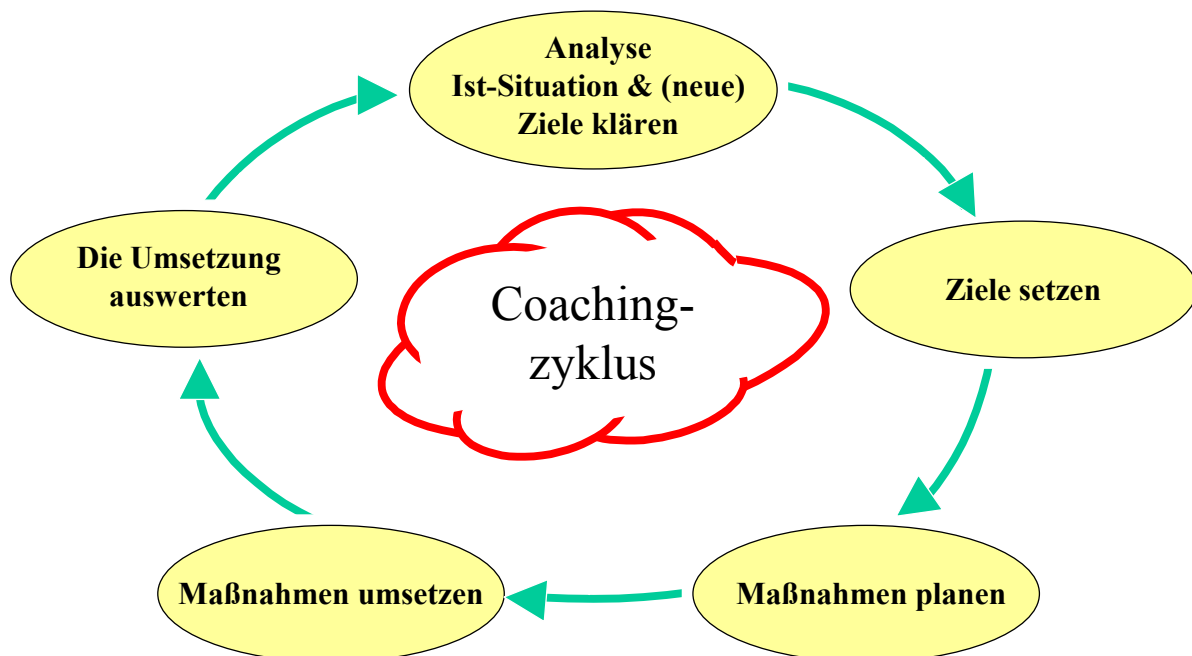 Analyse
Ist-Situation & (neue)
Ziele klären
Ziele setzen
Maßnahmen planen
Maßnahmen umsetzen
Die Umsetzung
auswerten
Coaching-
zyklus